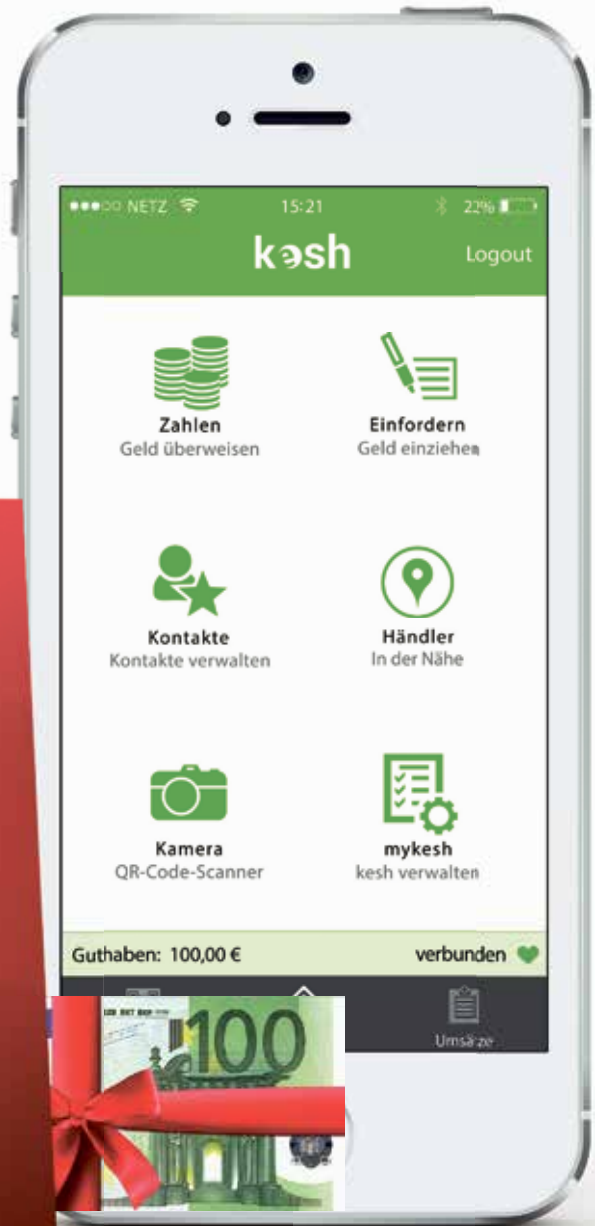 NETZ 15:21 22%
kesh Logout
Zahlen
Geld überweisen
Einfordern
Geld einziehen
Kontakte
Kontakte verwalten
Händler
In der Nähe
Kamera
QR-Code-Scanner
mykesh
kesh verwalten
Guthaben: 100,00 € verbunden
Umsätze
100